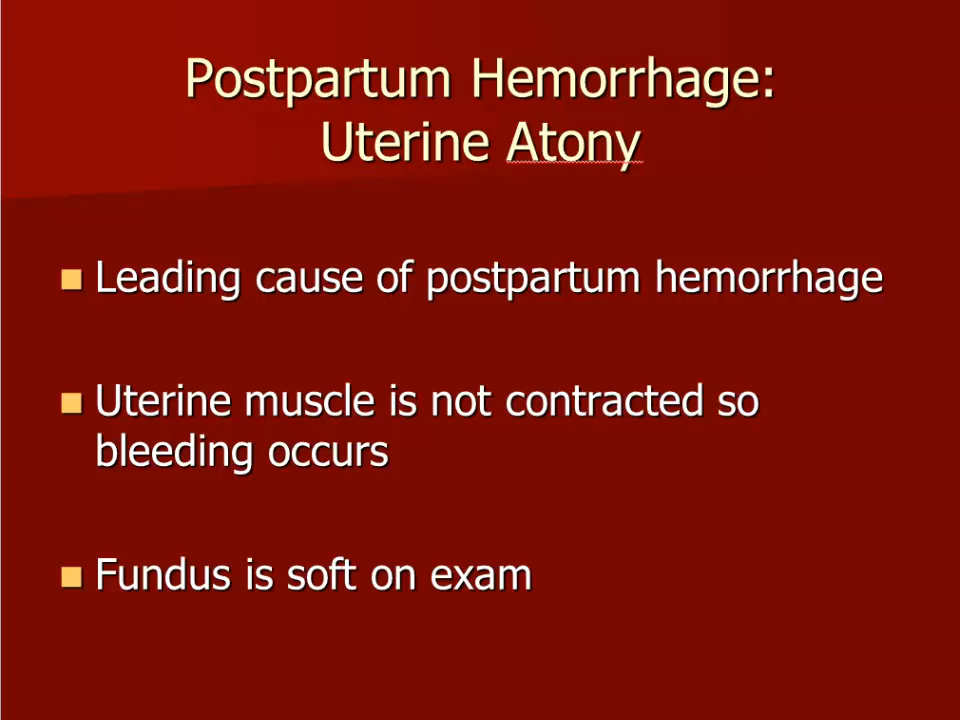 Postpartum Hemorrhage:
Uterine Atony
Leading cause of postpartum hemorrhage
Uterine muscle is not contracted so
bleeding occurs
Fundus is soft on exam